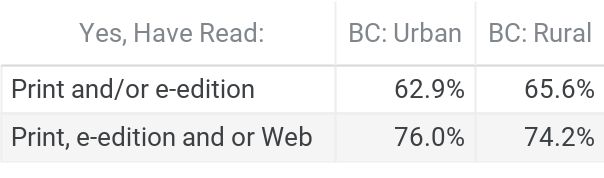 Yes, Have Read: BC: Urban BC: Rural
Print and/or e-edition 62.9% 65.6%
Print, e-edition and or Web 76.0% 74.2%